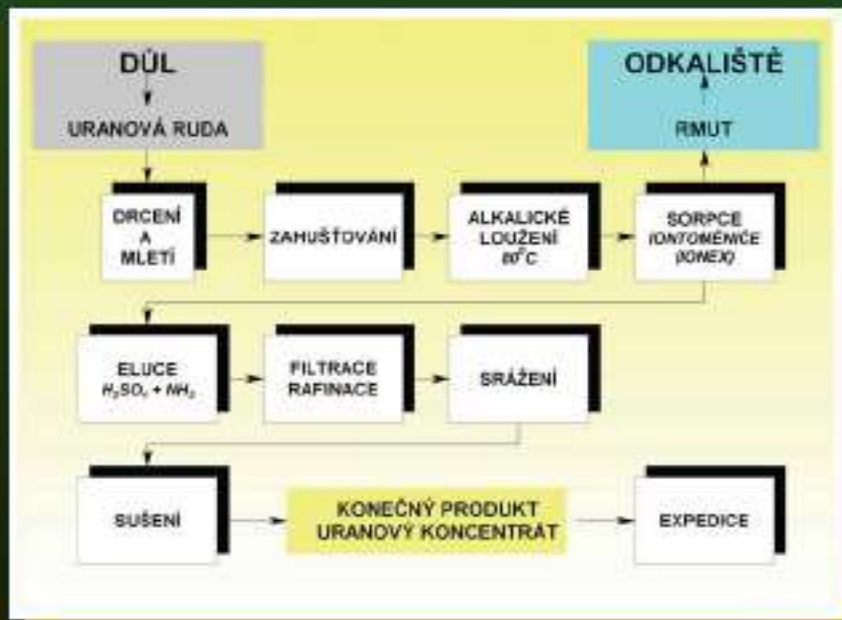 DŮL
URANOVÁ RUDA
ODKALIŠTĚ
RMUT
DRCENÍ
A
MLETÍ
ZAHUŠŤOVÁNÍ
ALKALICKÉ
LOUŽENÍ
80°C
SORPCE
IONTOMĚNIČE
(IONEX)
ELUCE
H₂SO₄ + NH₃
FILTRACE
RAFINACE
SRÁŽENÍ
SUŠENÍ
KONEČNÝ PRODUKT
URANOVÝ KONCENTRÁT
EXPEDICE